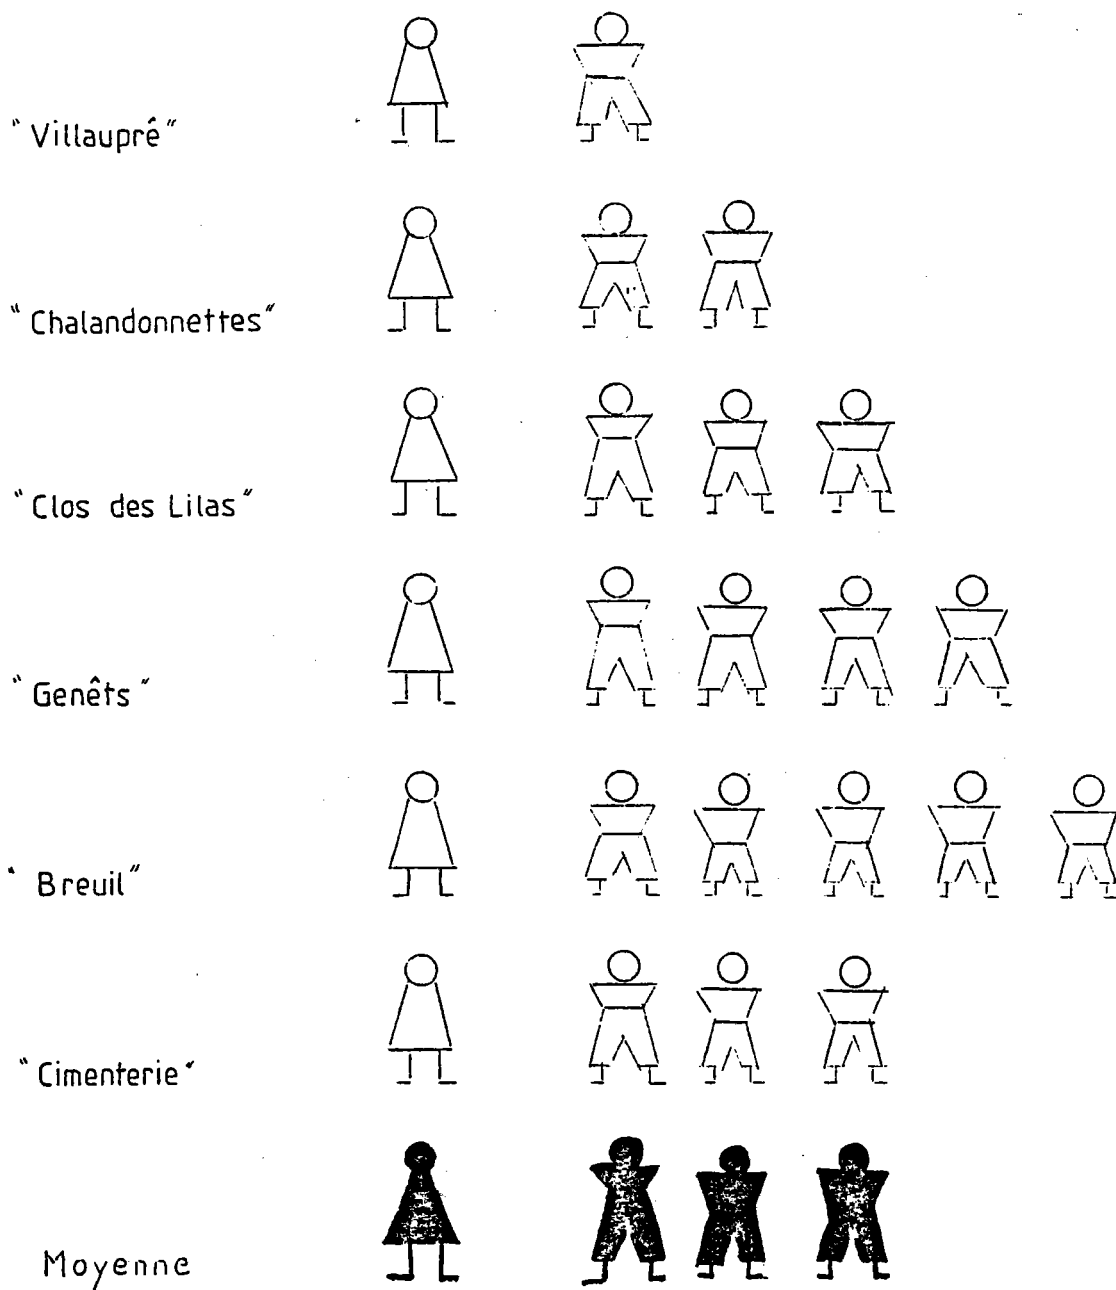 "Villaupré"
"Chalandonnettes"
"Clos des Lilas"
"Genêts"
"Breuil"
"Cimenterie"
Moyenne